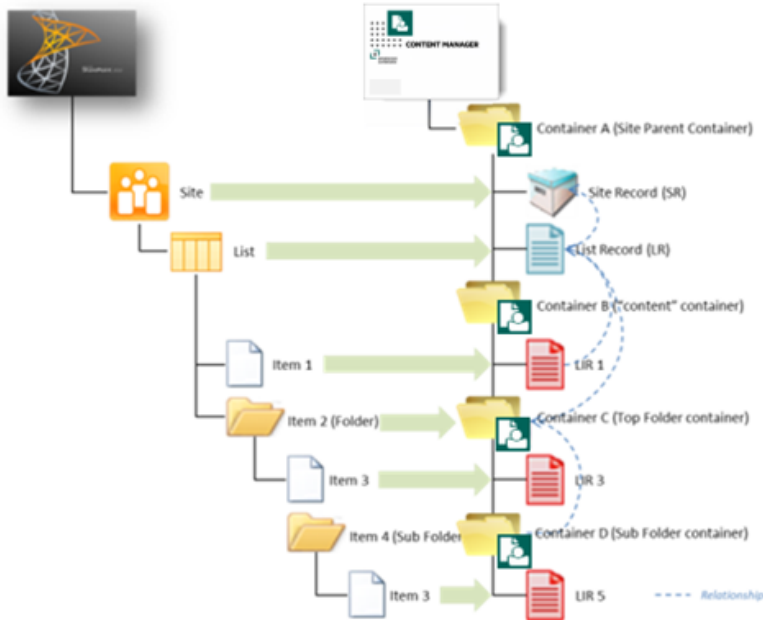 CONTENT MANAGER
Container A (Site Parent Container)
Site
Site Record (SR)
List
List Record (LR)
Container B ("content" container)
Item 1
LIR 1
Item 2 (Folder)
Container C (Top Folder container)
Item 3
LIR 3
Item 4 (Sub Folder
Container D (Sub Folder container)
Item 3
LIR 5
Relationship